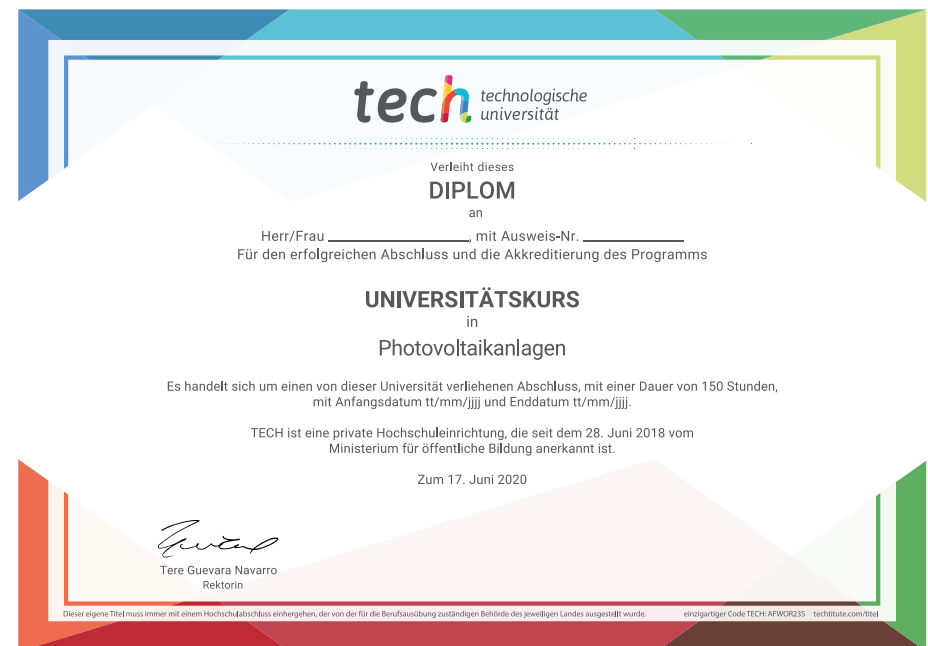 tech technologische
universität
Verleiht dieses
DIPLOM
an
Herr/Frau ____________________, mit Ausweis-Nr. ______________
Für den erfolgreichen Abschluss und die Akkreditierung des Programms
UNIVERSITÄTSKURS
in
Photovoltaikanlagen
Es handelt sich um einen von dieser Universität verliehenen Abschluss, mit einer Dauer von 150 Stunden,
mit Anfangsdatum tt/mm/jjjj und Enddatum tt/mm/jjjj.
TECH ist eine private Hochschuleinrichtung, die seit dem 28. Juni 2018 vom
Ministerium für öffentliche Bildung anerkannt ist.
Zum 17. Juni 2020
Tere Guevara Navarro
Rektorin
Dieser eigene Titel muss immer mit einem Hochschulabschluss einhergehen, der von der für die Berufsausübung zuständigen Behörde des jeweiligen Landes ausgestellt wurde. einzigartiger Code TECH: AFWOR23S techtitute.com/titel